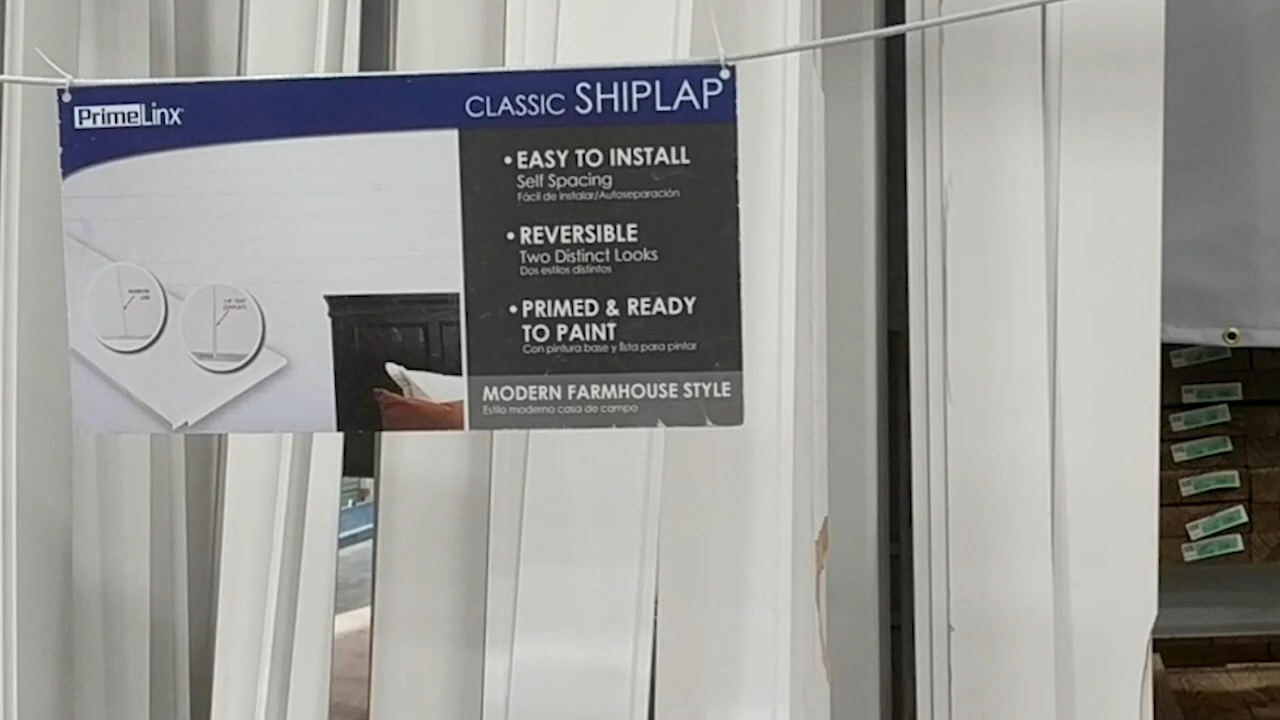 PrimeLinx
CLASSIC SHIPLAP
• EASY TO INSTALL
Self Spacing
Fácil de instalar/Autoseparación
• REVERSIBLE
Two Distinct Looks
Dos estilos distintos
• PRIMED & READY
TO PAINT
Con pintura base y lista para pintar
MODERN FARMHOUSE STYLE
Estilo moderno casa de campo